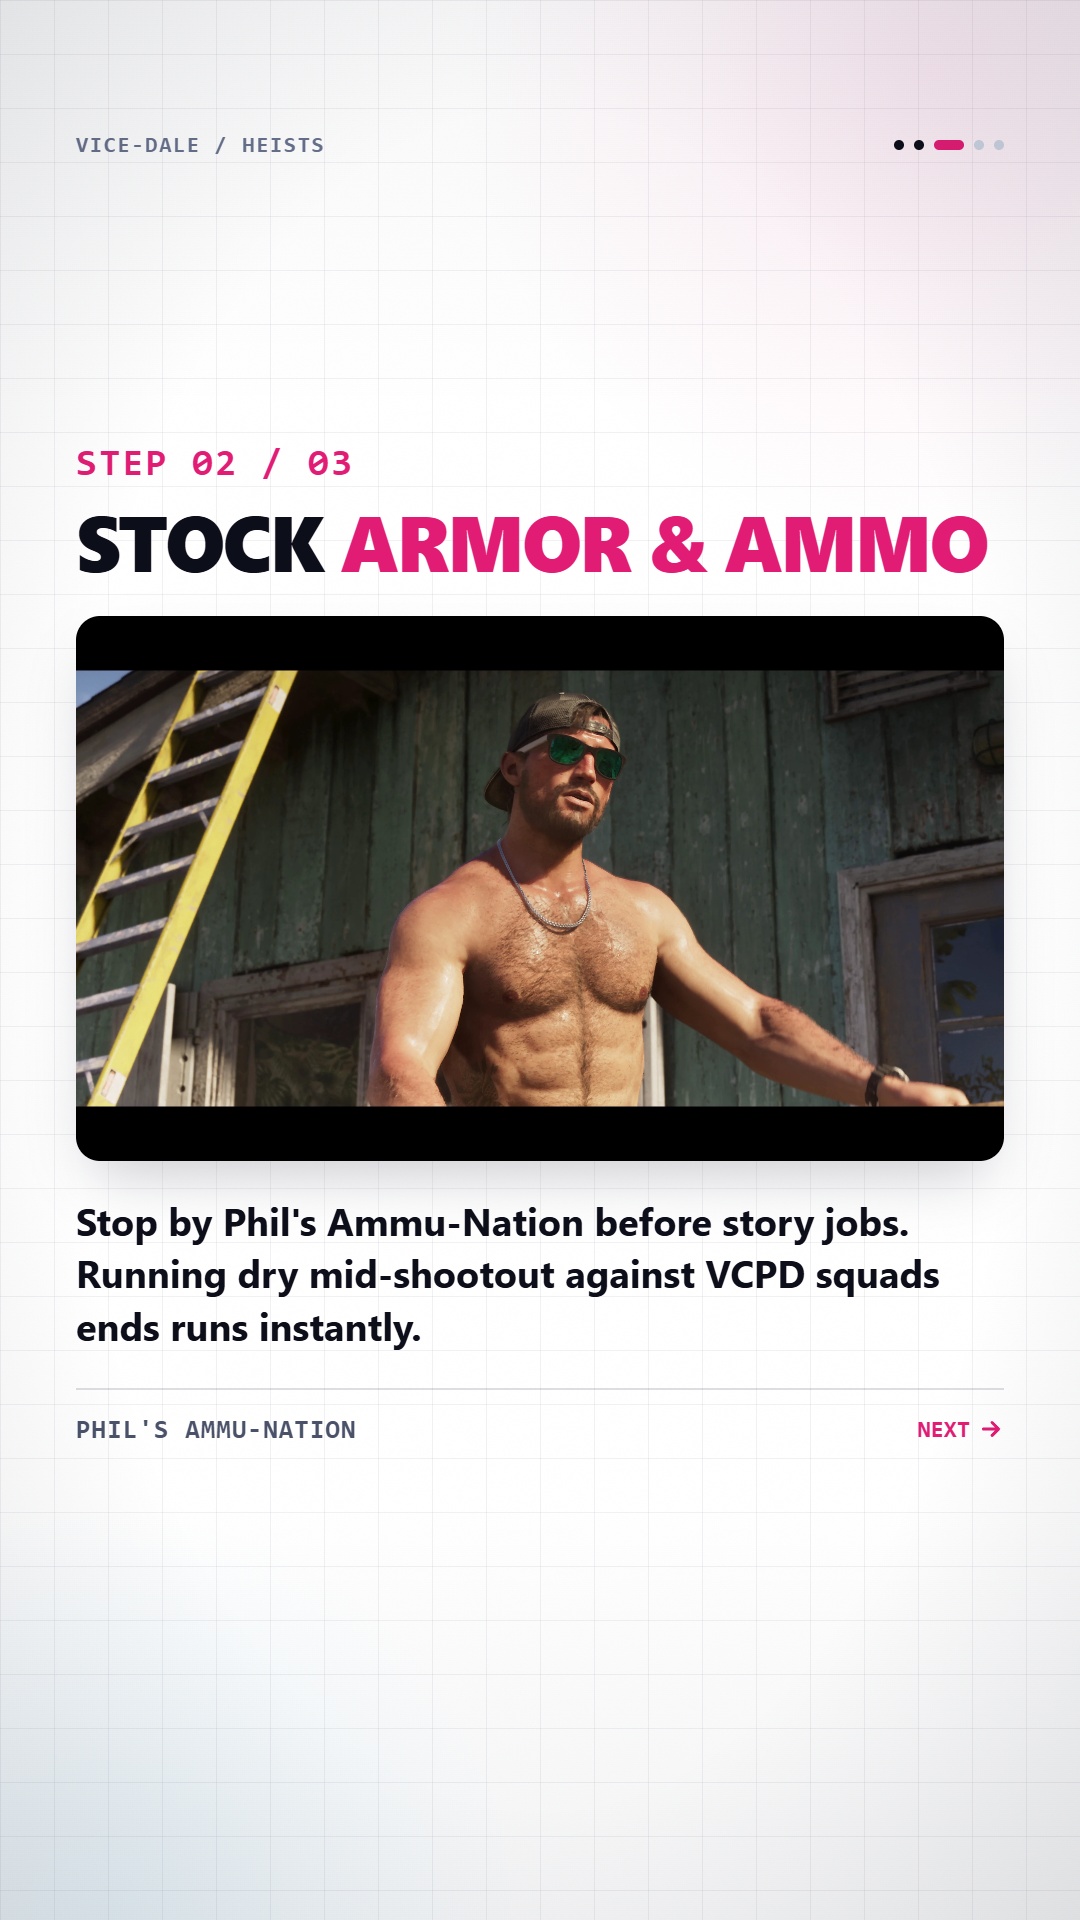 VICE-DALE / HEISTS
STEP 02 / 03
STOCK ARMOR & AMMO
Stop by Phil's Ammu-Nation before story jobs.
Running dry mid-shootout against VCPD squads
ends runs instantly.
PHIL'S AMMU-NATION
NEXT →